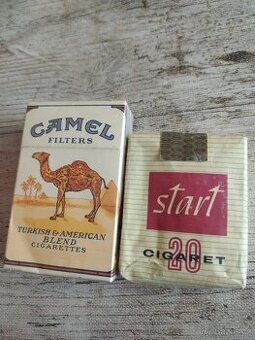 CAMEL
FILTERS
TURKISH & AMERICAN
BLEND
CIGARETTES
start
20
CIGARET